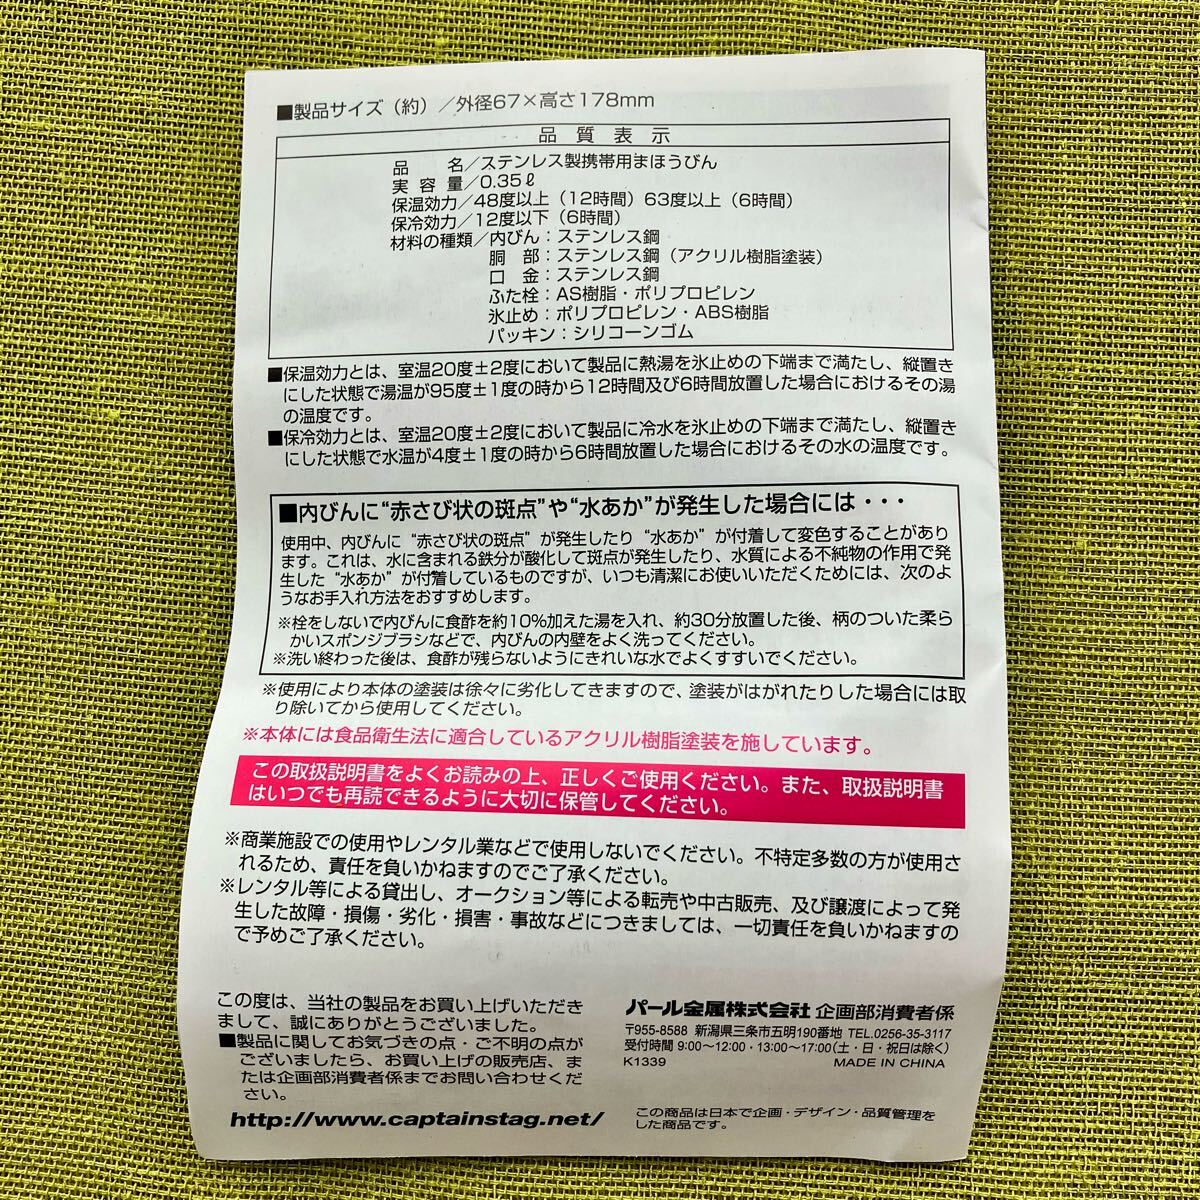 ■製品サイズ（約）／外径67×高さ178mm
品質表示
品名／ステンレス製携帯用まほうびん
実容量／0.35ℓ
保温効力／48度以上（12時間）63度以上（6時間）
保冷効力／12度以下（6時間）
材料の種類／内びん：ステンレス鋼
胴部：ステンレス鋼（アクリル樹脂塗装）
口金：ステンレス鋼
ふた栓：AS樹脂・ポリプロピレン
氷止め：ポリプロピレン・ABS樹脂
パッキン：シリコーンゴム
■保温効力とは、室温20度±2度において製品に熱湯を氷止めの下端まで満たし、縦置き
にした状態で湯温が95度±1度の時から12時間及び6時間放置した場合におけるその湯
の温度です。
■保冷効力とは、室温20度±2度において製品に冷水を氷止めの下端まで満たし、縦置き
にした状態で水温が4度±1度の時から6時間放置した場合におけるその水の温度です。
■内びんに“赤さび状の斑点”や“水あか”が発生した場合には・・・
使用中、内びんに“赤さび状の斑点”が発生したり“水あか”が付着して変色することがあり
ます。これは、水に含まれる鉄分が酸化して斑点が発生したり、水質による不純物の作用で発
生した“水あか”が付着しているものですが、いつも清潔にお使いいただくためには、次のよ
うなお手入れ方法をおすすめします。
※栓をしないで内びんに食酢を約10%加えた湯を入れ、約30分放置した後、柄のついた柔ら
かいスポンジブラシなどで、内びんの内壁をよく洗ってください。
※洗い終わった後は、食酢が残らないようにきれいな水でよくすすいでください。
※使用により本体の塗装は徐々に劣化してきますので、塗装がはがれたりした場合には取
り除いてから使用してください。
※本体には食品衛生法に適合しているアクリル樹脂塗装を施しています。
この取扱説明書をよくお読みの上、正しくご使用ください。また、取扱説明書
はいつでも再読できるように大切に保管してください。
※商業施設での使用やレンタル業などで使用しないでください。不特定多数の方が使用さ
れるため、責任を負いかねますのでご了承ください。
※レンタル等による貸出し、オークション等による転売や中古販売、及び譲渡によって発
生した故障・損傷・劣化・損害・事故などにつきましては、一切責任を負いかねますの
で予めご了承ください。
この度は、当社の製品をお買い上げいただき
まして、誠にありがとうございました。
■製品に関してお気づきの点・ご不明の点が
ございましたら、お買い上げの販売店、ま
たは企画部消費者係までお問い合わせくだ
さい。
http://www.captainstag.net/
パール金属株式会社 企画部消費者係
〒955-8588 新潟県三条市五明190番地 TEL.0256-35-3117
受付時間 9:00〜12:00・13:00〜17:00（土・日・祝日は除く）
K1339 MADE IN CHINA
この商品は日本で企画・デザイン・品質管理を
した商品です。